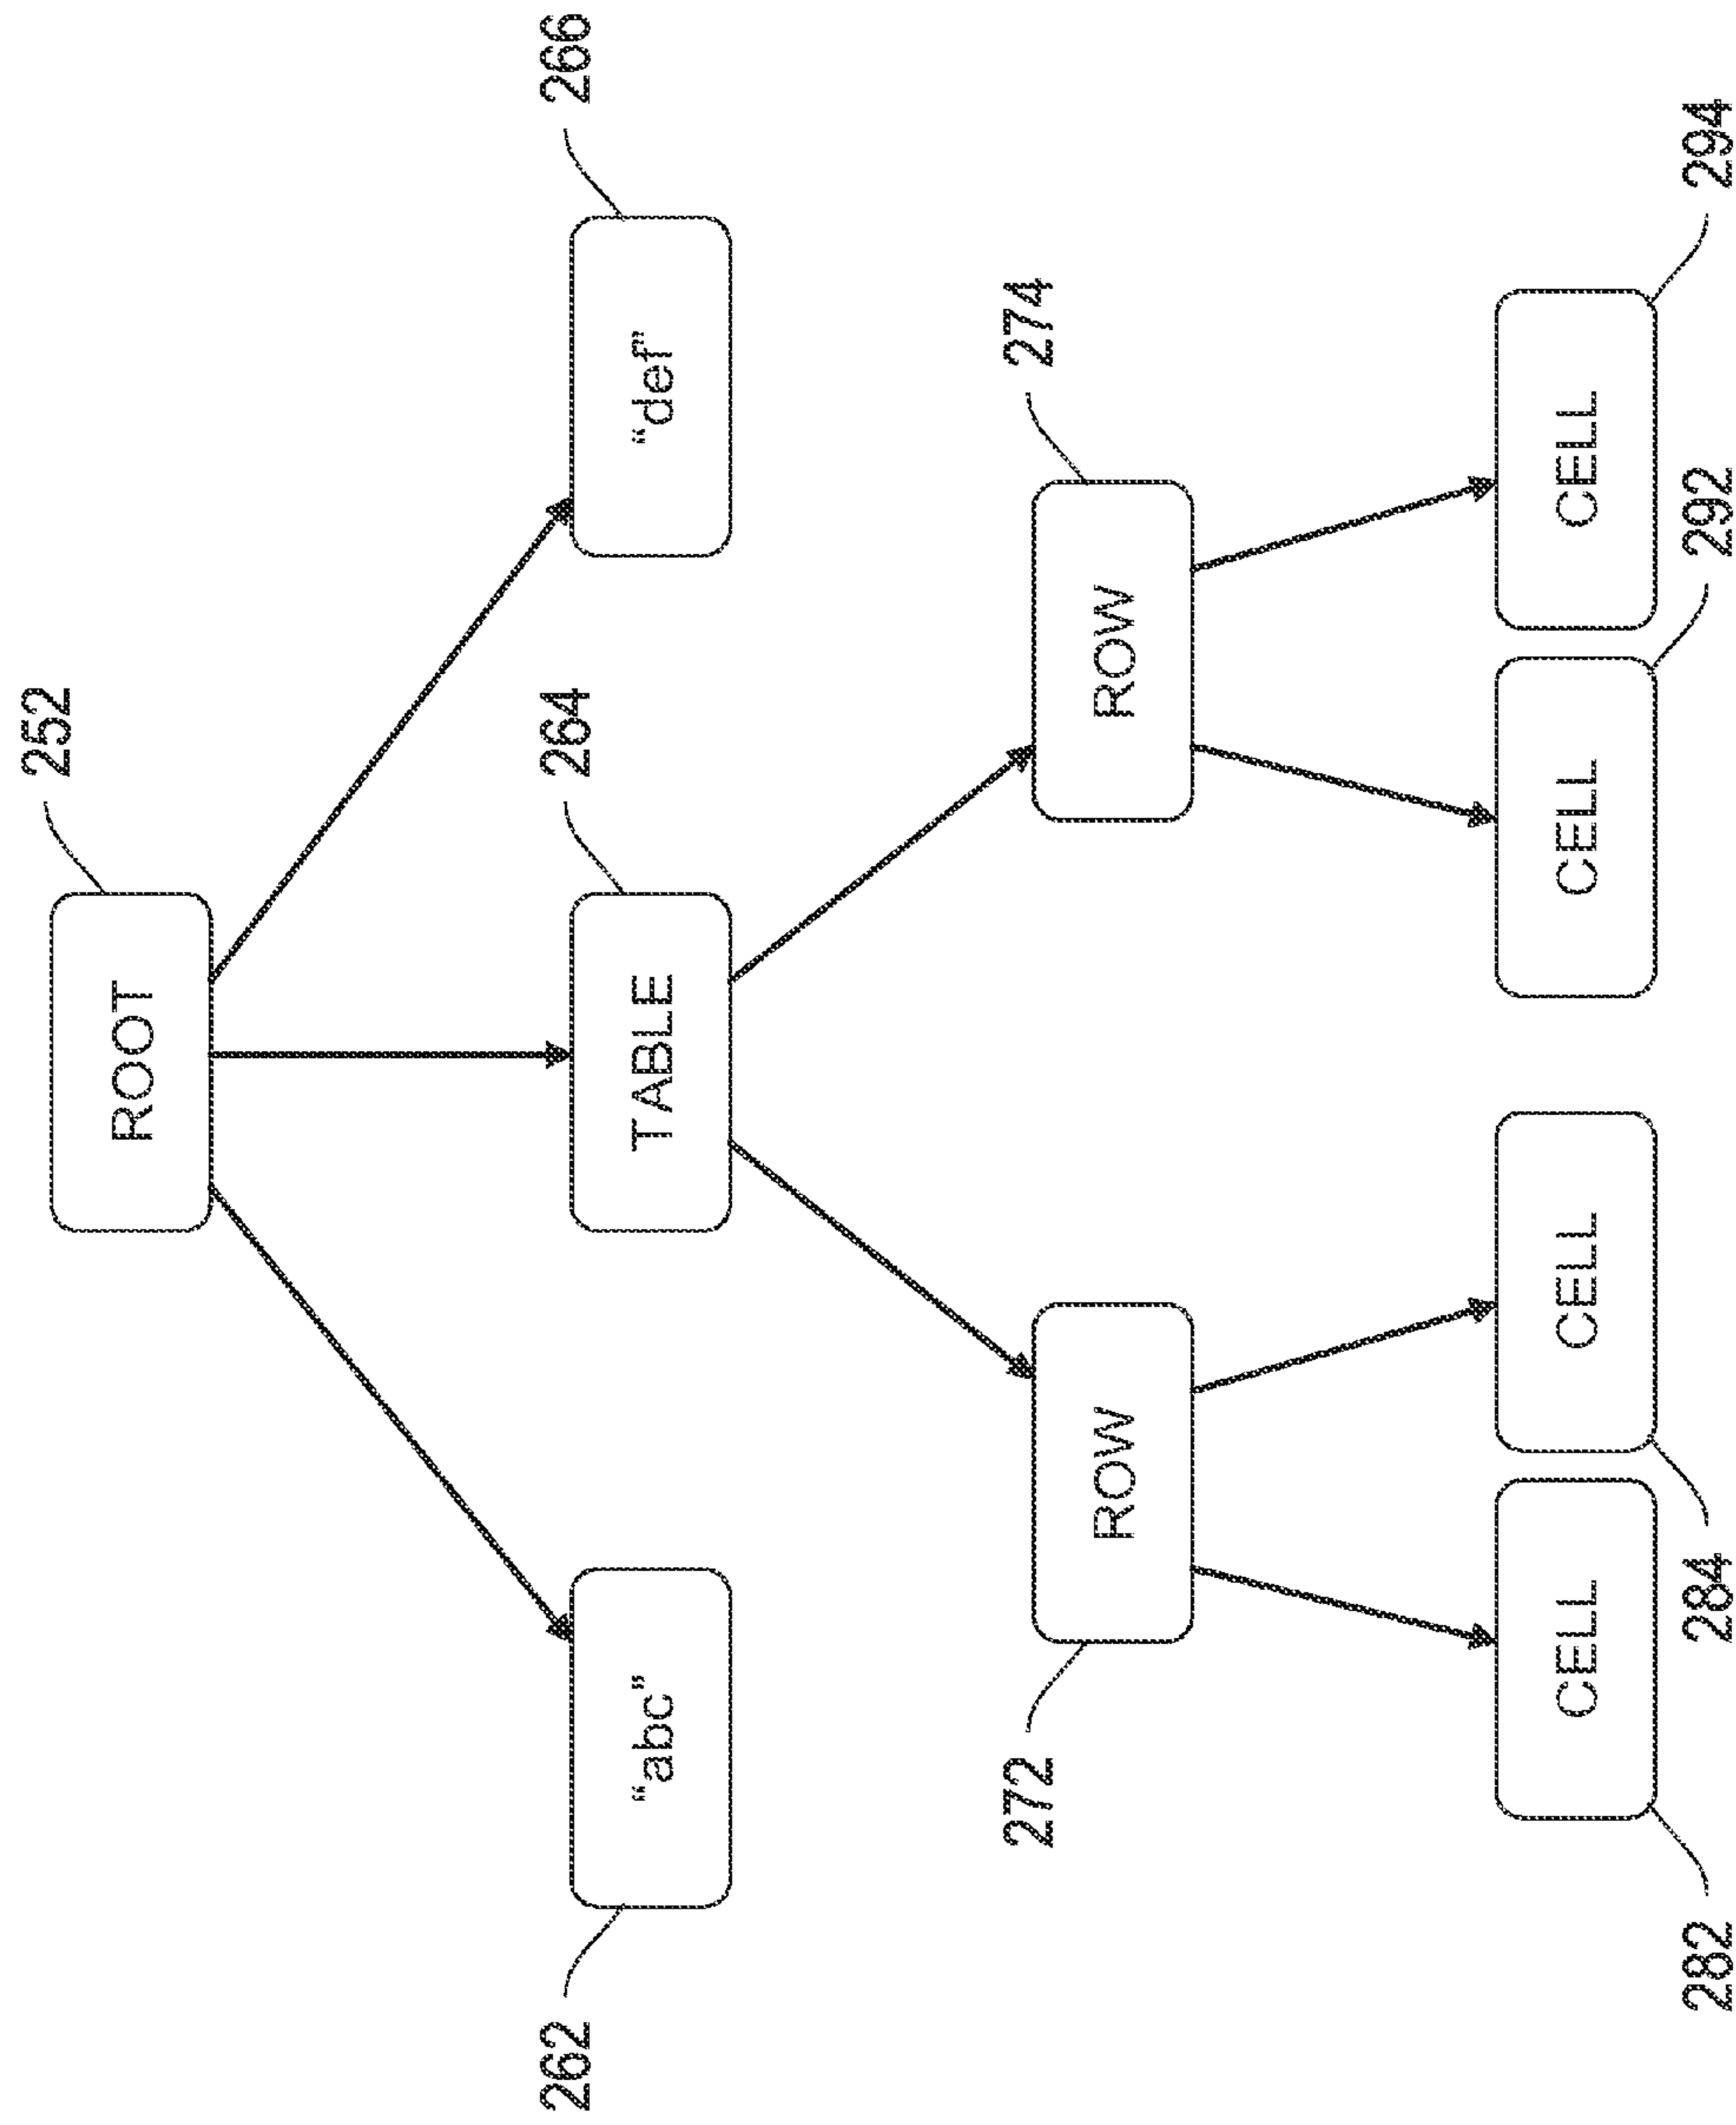 252
ROOT
262
"abc"
264
TABLE
266
"def"
272
ROW
274
ROW
282
CELL
284
CELL
292
CELL
294
CELL